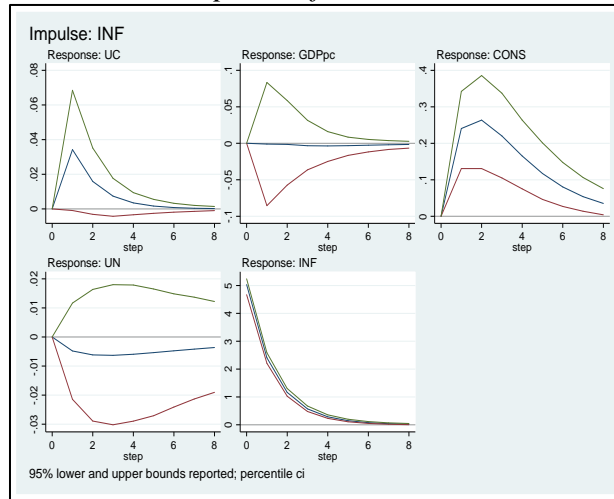 Impulse: INF
Response: UC
Response: GDPpc
Response: CONS
.08
.06
.04
.02
0
0 2 4 6 8
step
.1
.05
0
-.05
-.1
0 2 4 6 8
step
.4
.3
.2
.1
0
0 2 4 6 8
step
Response: UN
Response: INF
.02
.01
0
-.01
-.02
-.03
0 2 4 6 8
step
5
4
3
2
1
0
0 2 4 6 8
step
95% lower and upper bounds reported; percentile ci